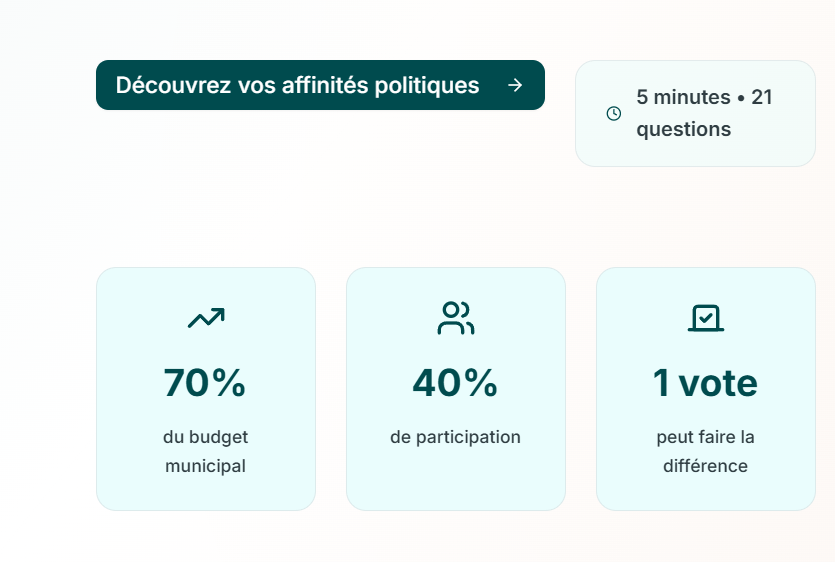 Découvrez vos affinités politiques
5 minutes • 21
questions
70%
du budget
municipal
40%
de participation
1 vote
peut faire la
différence